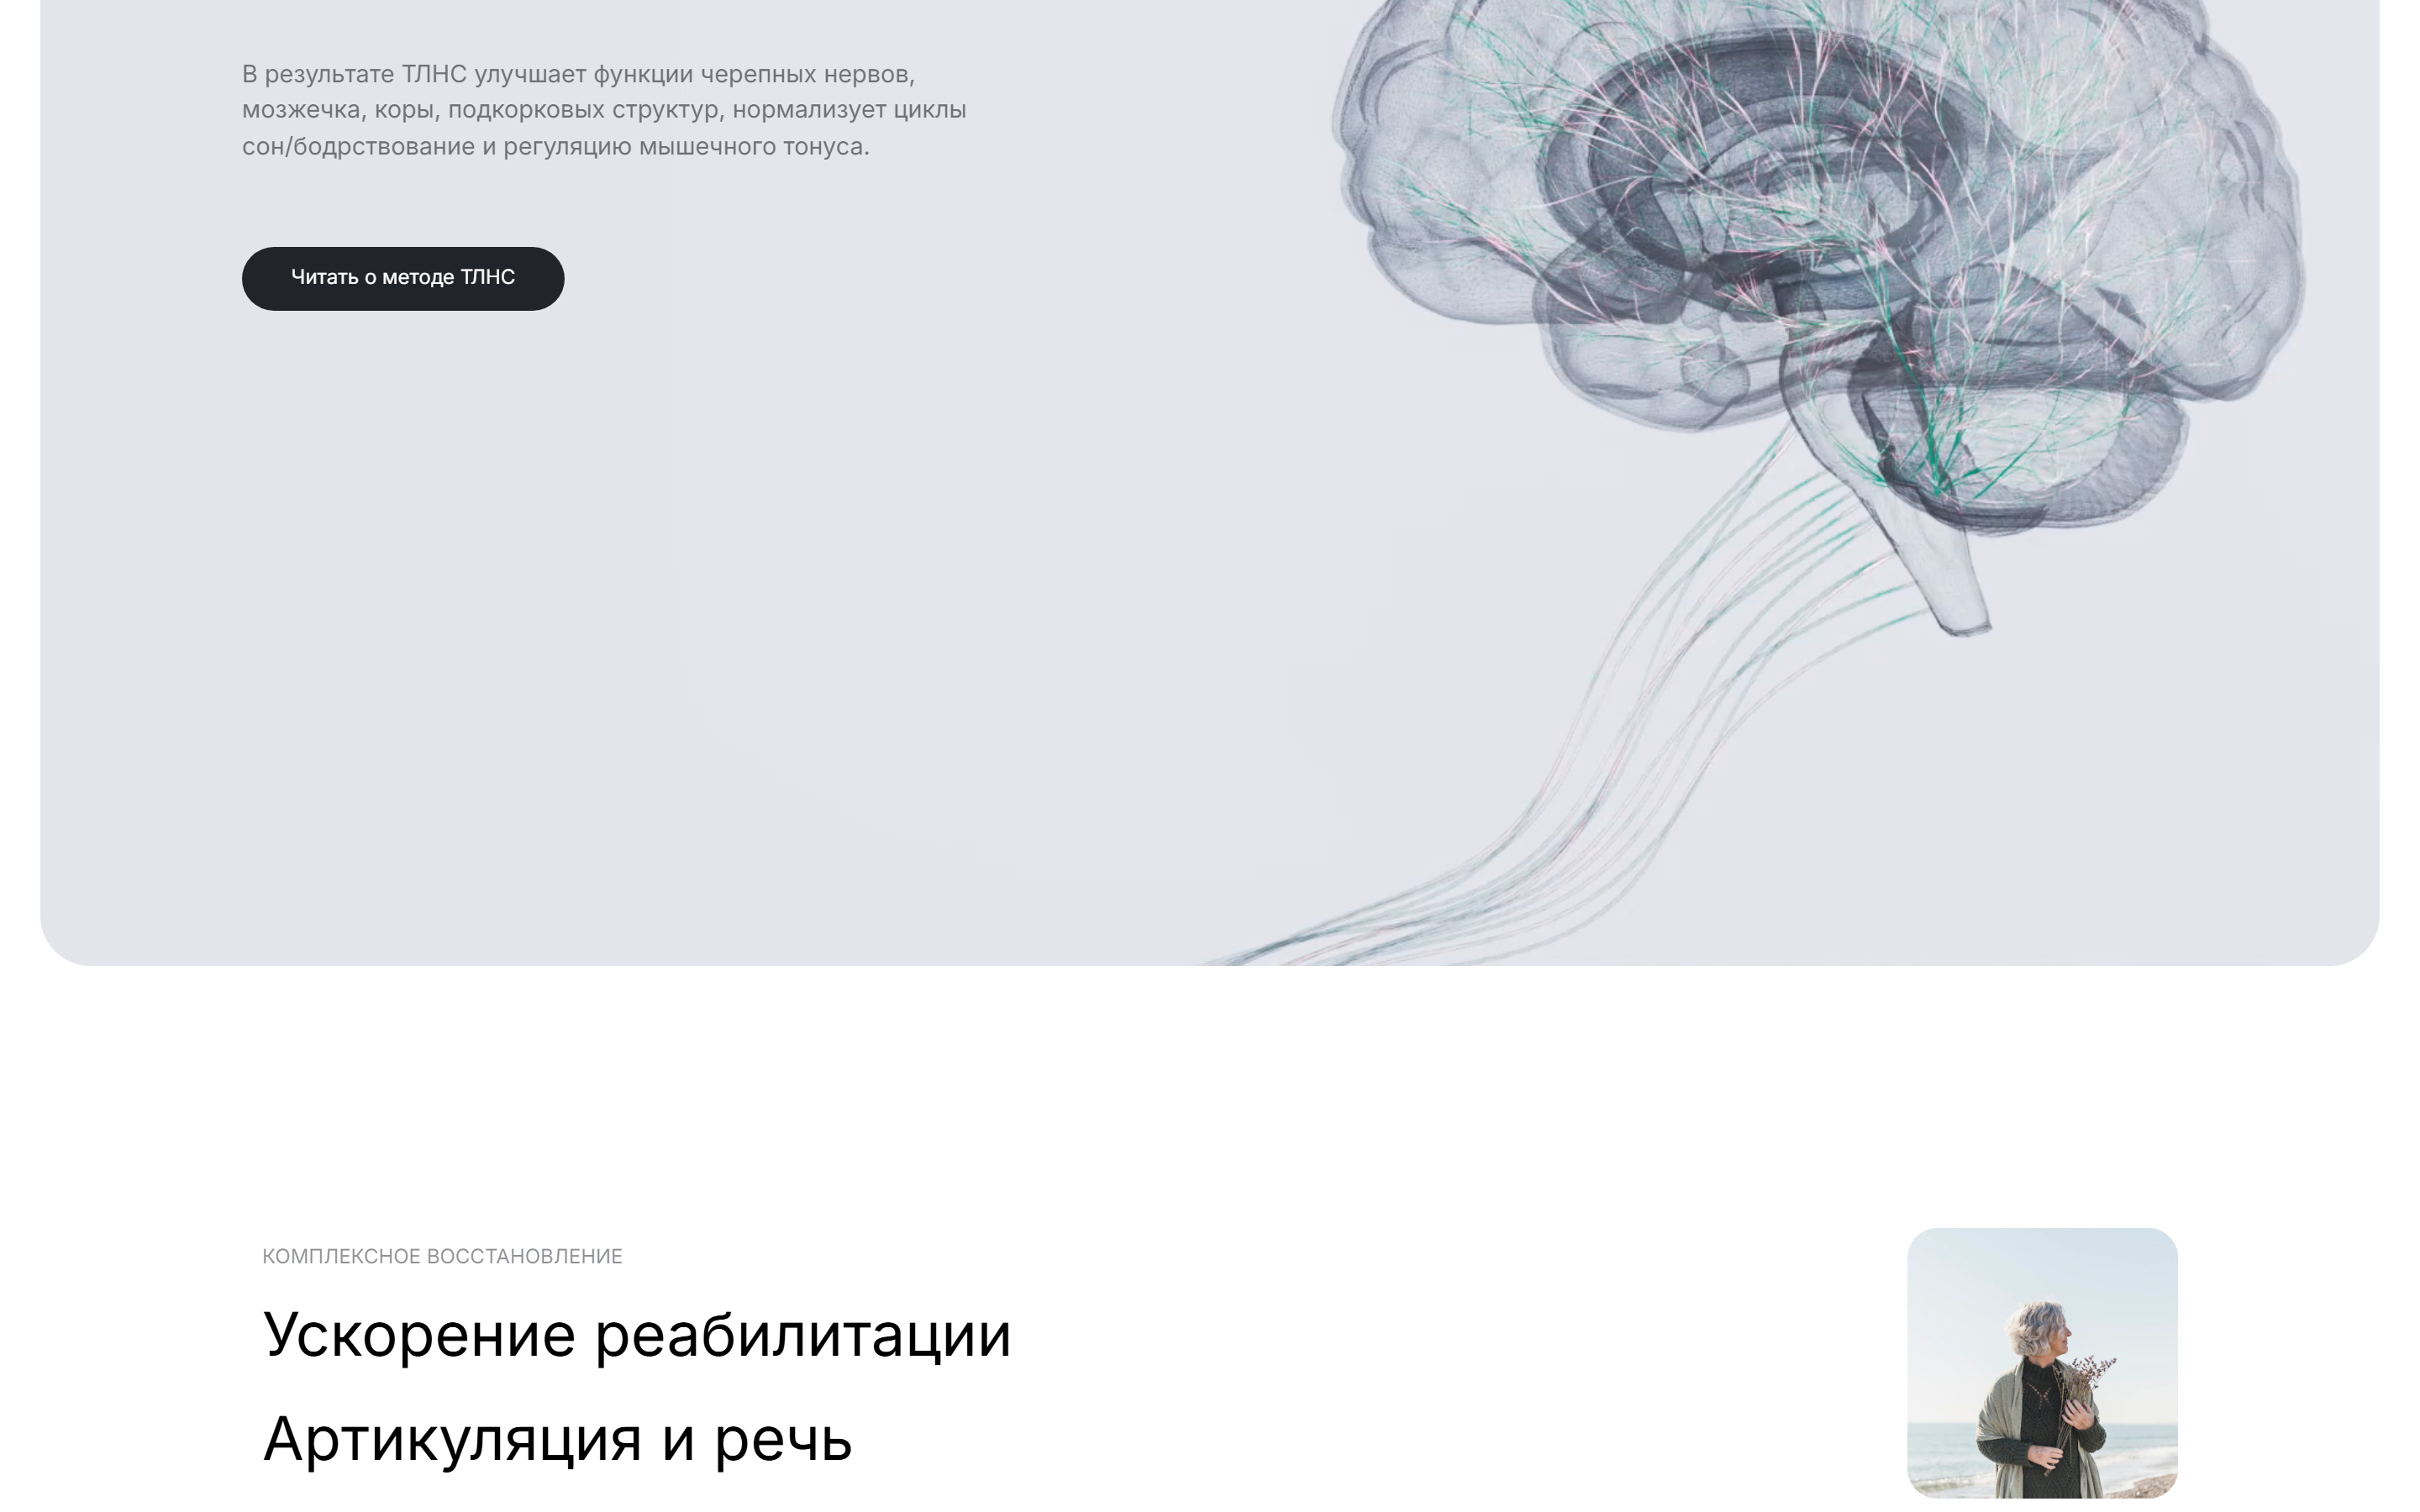 В результате ТЛНС улучшает функции черепных нервов,
мозжечка, коры, подкорковых структур, нормализует циклы
сон/бодрствование и регуляцию мышечного тонуса.
Читать о методе ТЛНС
КОМПЛЕКСНОЕ ВОССТАНОВЛЕНИЕ
Ускорение реабилитации
Артикуляция и речь